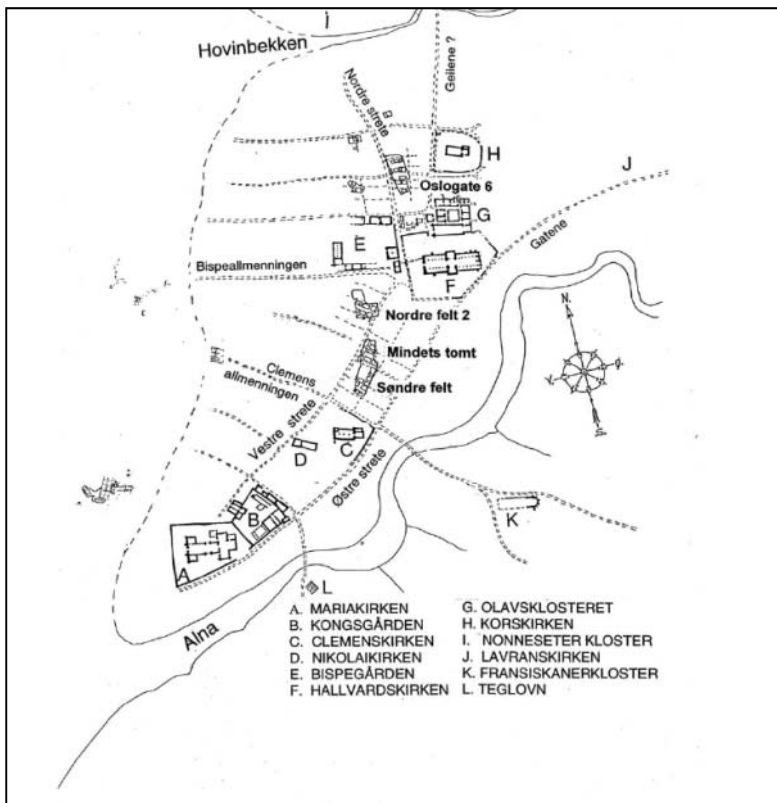 I
Hovinbekken
Geilene ?
Nordre strete
H
J
Oslogate 6
G
E
Gatene
Bispeallmenningen
F
Nordre felt 2
N.
Mindets tomt
V.
Ø.
Clemens
allmenningen
Søndre felt
S.
Vestre strete
D
C
Østre strete
K
B
A
L
Alna
A. MARIAKIRKEN
B. KONGSGÅRDEN
C. CLEMENSKIRKEN
D. NIKOLAIKIRKEN
E. BISPEGÅRDEN
F. HALLVARDSKIRKEN
G. OLAVSKLOSTERET
H. KORSKIRKEN
I. NONNESETER KLOSTER
J. LAVRANSKIRKEN
K. FRANSISKANERKLOSTER
L. TEGLOVN